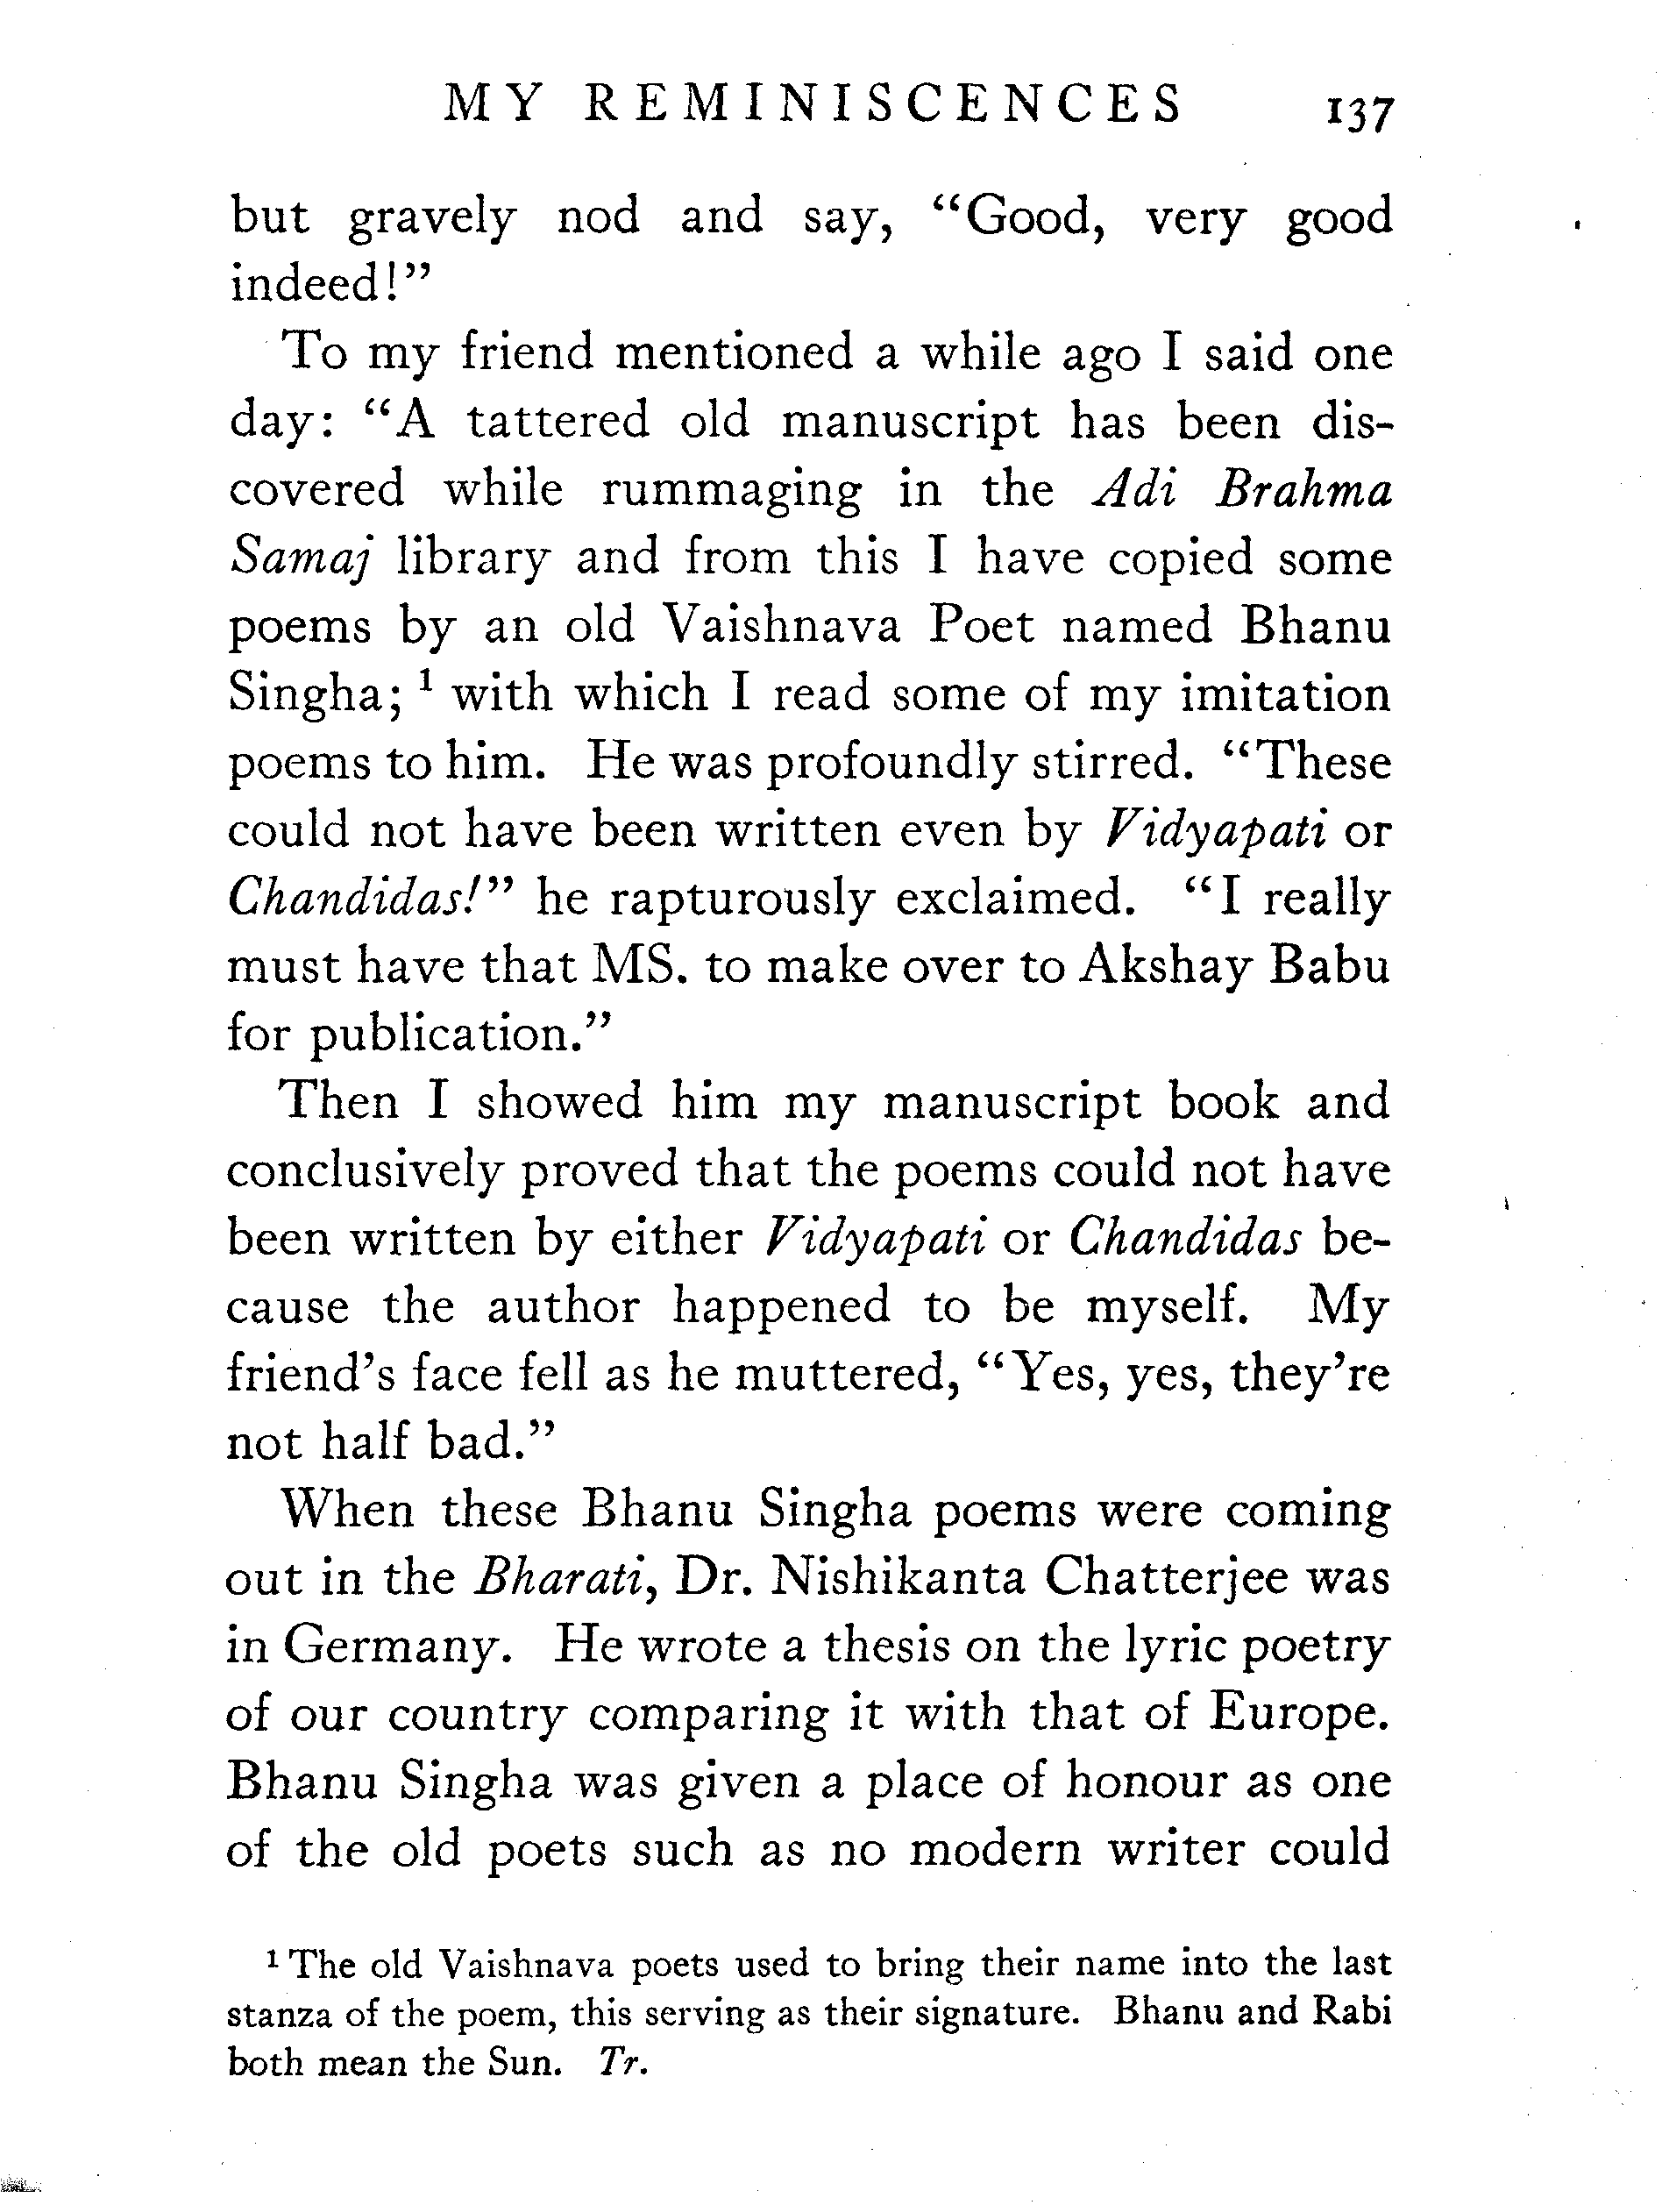 MY REMINISCENCES 137
but gravely nod and say, “Good, very good
indeed!”
To my friend mentioned a while ago I said one
day: “A tattered old manuscript has been dis-
covered while rummaging in the Adi Brahma
Samaj library and from this I have copied some
poems by an old Vaishnava Poet named Bhanu
Singha; ¹ with which I read some of my imitation
poems to him. He was profoundly stirred. “These
could not have been written even by Vidyapati or
Chandidas!” he rapturously exclaimed. “I really
must have that MS. to make over to Akshay Babu
for publication.”
Then I showed him my manuscript book and
conclusively proved that the poems could not have
been written by either Vidyapati or Chandidas be-
cause the author happened to be myself. My
friend’s face fell as he muttered, “Yes, yes, they’re
not half bad.”
When these Bhanu Singha poems were coming
out in the Bharati, Dr. Nishikanta Chatterjee was
in Germany. He wrote a thesis on the lyric poetry
of our country comparing it with that of Europe.
Bhanu Singha was given a place of honour as one
of the old poets such as no modern writer could
¹ The old Vaishnava poets used to bring their name into the last
stanza of the poem, this serving as their signature. Bhanu and Rabi
both mean the Sun. Tr.